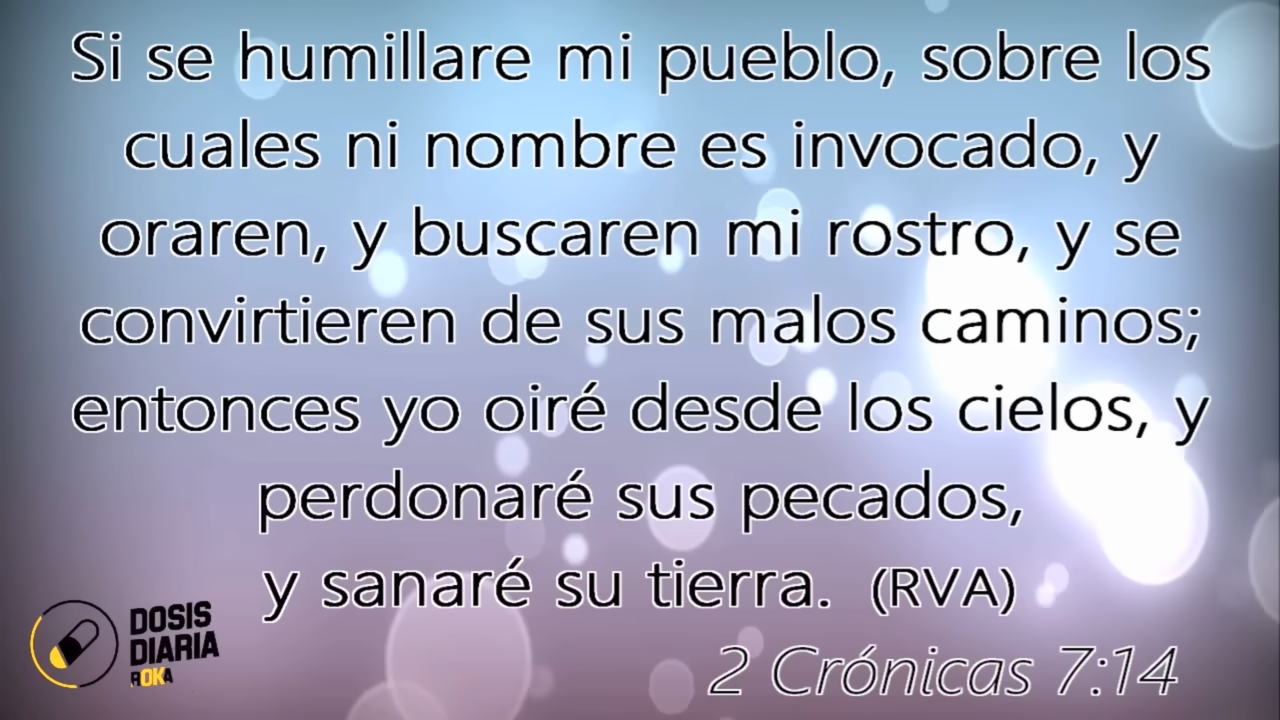 Si se humillare mi pueblo, sobre los
cuales ni nombre es invocado, y
oraren, y buscaren mi rostro, y se
convirtieren de sus malos caminos;
entonces yo oiré desde los cielos, y
perdonaré sus pecados,
y sanaré su tierra. (RVA)
2 Crónicas 7:14
DOSIS
DIARIA
ROKA